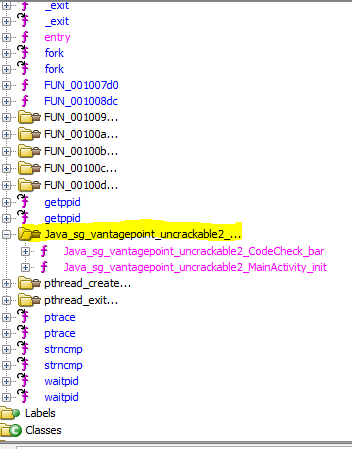 _exit
_exit
entry
fork
fork
FUN_001007d0
FUN_001008dc
FUN_001009...
FUN_00100a...
FUN_00100b...
FUN_00100c...
FUN_00100d...
getppid
getppid
Java_sg_vantagepoint_uncrackable2_...
Java_sg_vantagepoint_uncrackable2_CodeCheck_bar
Java_sg_vantagepoint_uncrackable2_MainActivity_init
pthread_create...
pthread_exit...
ptrace
ptrace
strncmp
strncmp
waitpid
waitpid
Labels
Classes